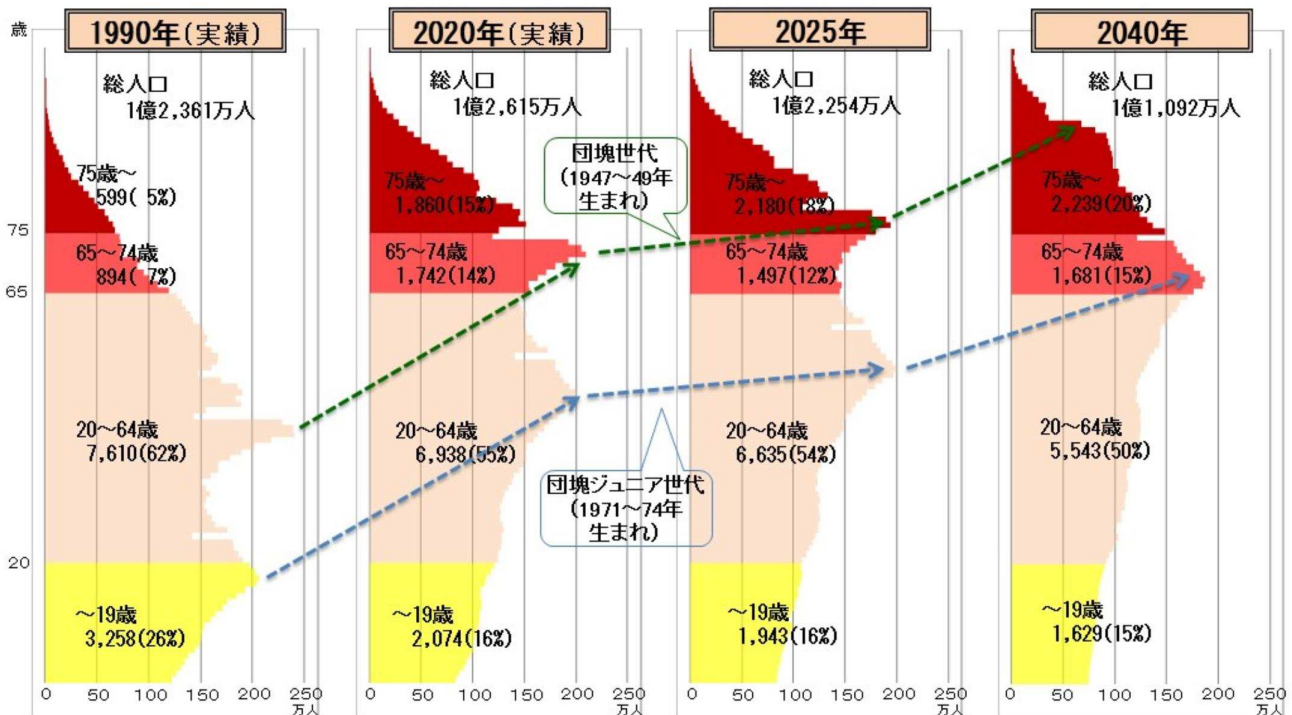 歳
1990年(実績)
総人口
1億2,361万人
75歳～
599( 5%)
75
65～74歳
894( 7%)
65
20～64歳
7,610(62%)
20
～19歳
3,258(26%)
0 50 100 150 200 250
万人
2020年(実績)
総人口
1億2,615万人
75歳～
1,860(15%)
65～74歳
1,742(14%)
20～64歳
6,938(55%)
～19歳
2,074(16%)
0 50 100 150 200 250
万人
団塊世代
(1947～49年
生まれ)
団塊ジュニア世代
(1971～74年
生まれ)
2025年
総人口
1億2,254万人
75歳～
2,180(18%)
65～74歳
1,497(12%)
20～64歳
6,635(54%)
～19歳
1,943(16%)
0 50 100 150 200 250
万人
2040年
総人口
1億1,092万人
75歳～
2,239(20%)
65～74歳
1,681(15%)
20～64歳
5,543(50%)
～19歳
1,629(15%)
0 50 100 150 200 250
万人